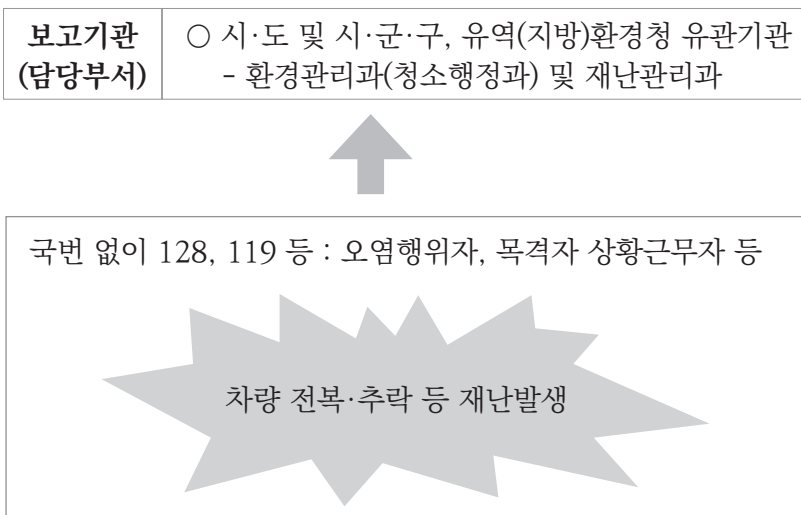 보고기관
(담당부서)
○ 시·도 및 시·군·구, 유역(지방)환경청 유관기관
- 환경관리과(청소행정과) 및 재난관리과
국번 없이 128, 119 등 : 오염행위자, 목격자 상황근무자 등
차량 전복·추락 등 재난발생